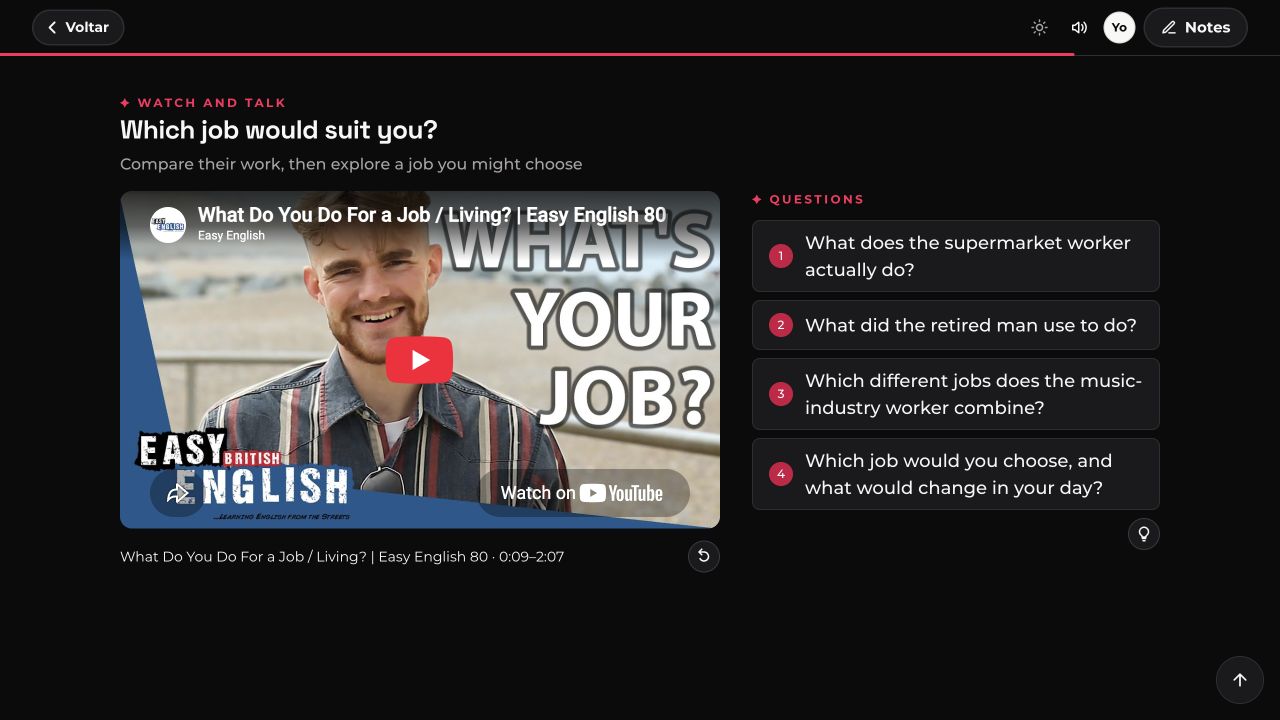 Voltar
Yo
Notes
WATCH AND TALK
Which job would suit you?
Compare their work, then explore a job you might choose
What Do You Do For a Job / Living? | Easy English 80
Easy English
EASY
ENGLISH
WHAT'S
YOUR
JOB?
EASY
BRITISH
ENGLISH
...LEARNING ENGLISH FROM THE STREETS
Watch on YouTube
What Do You Do For a Job / Living? | Easy English 80 · 0:09–2:07
QUESTIONS
1
What does the supermarket worker
actually do?
2
What did the retired man use to do?
3
Which different jobs does the music-
industry worker combine?
4
Which job would you choose, and
what would change in your day?